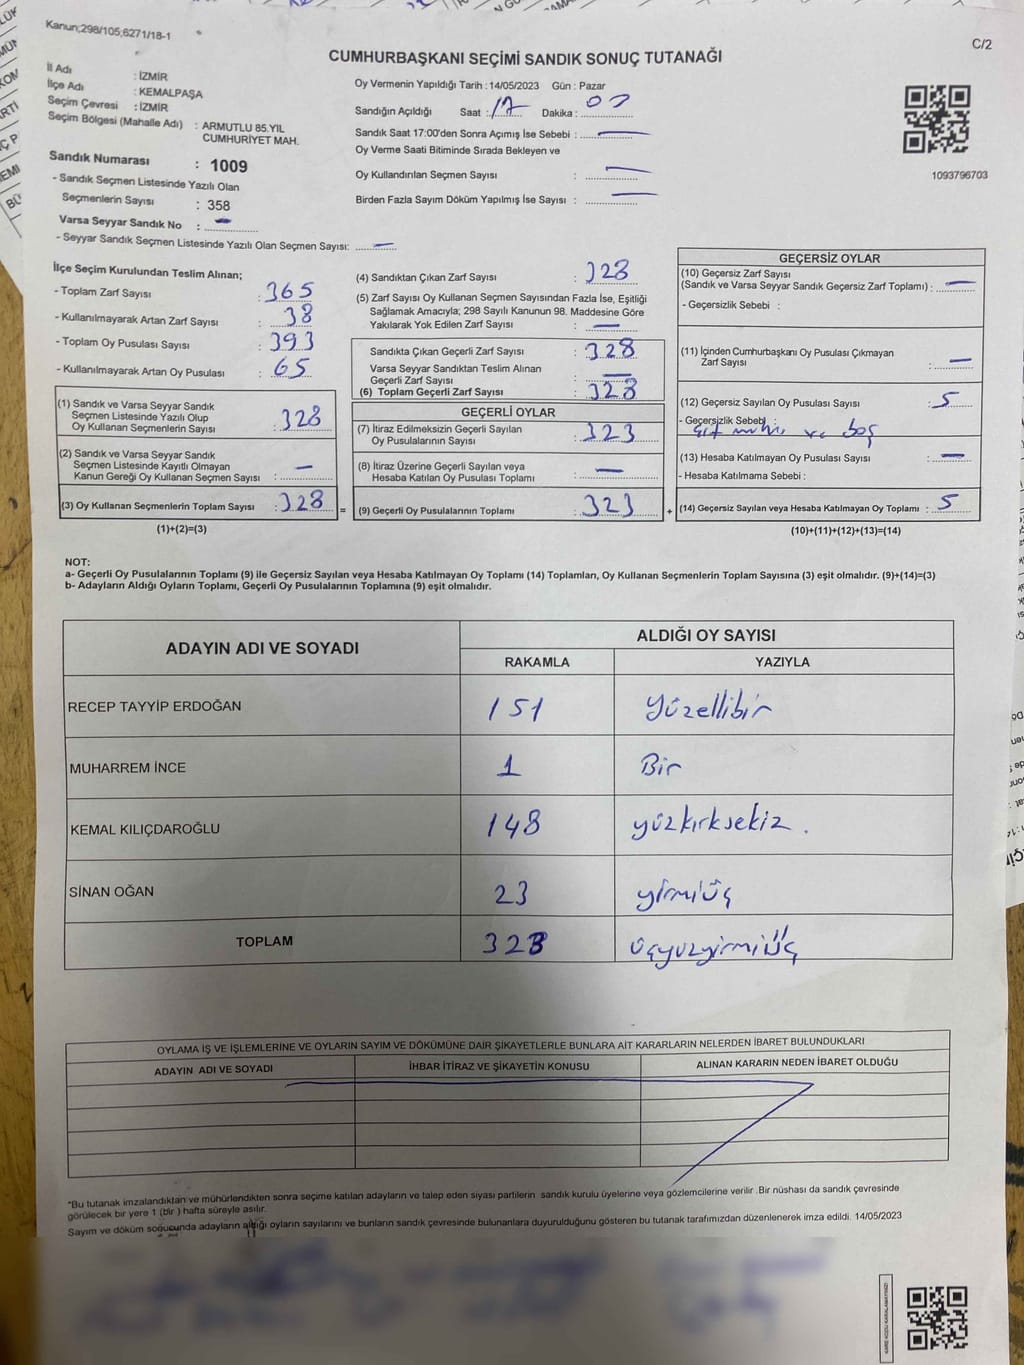 Kanun;298/105;6271/18-1
C/2
CUMHURBAŞKANI SEÇİMİ SANDIK SONUÇ TUTANAĞI
İl Adı : İZMİR
İlçe Adı : KEMALPAŞA
Seçim Çevresi : İZMİR
Seçim Bölgesi (Mahalle Adı) : ARMUTLU 85.YIL
CUMHURİYET MAH.
Sandık Numarası : 1009
- Sandık Seçmen Listesinde Yazılı Olan
Seçmenlerin Sayısı : 358
Varsa Seyyar Sandık No : —
- Seyyar Sandık Seçmen Listesinde Yazılı Olan Seçmen Sayısı: —
Oy Vermenin Yapıldığı Tarih : 14/05/2023 Gün : Pazar
Sandığın Açıldığı Saat : 17 Dakika :
Sandık Saat 17:00'den Sonra Açımış İse Sebebi : —
Oy Verme Saati Bitiminde Sırada Bekleyen ve
Oy Kullandırılan Seçmen Sayısı : —
Birden Fazla Sayım Döküm Yapılmış İse Sayısı : —
1093796703
İlçe Seçim Kurulundan Teslim Alınan;
- Toplam Zarf Sayısı : 365
- Kullanılmayarak Artan Zarf Sayısı : 38
- Toplam Oy Pusulası Sayısı : 393
- Kullanılmayarak Artan Oy Pusulası : 65
(1) Sandık ve Varsa Seyyar Sandık
Seçmen Listesinde Yazılı Olup
Oy Kullanan Seçmenlerin Sayısı : 328
(2) Sandık ve Varsa Seyyar Sandık
Seçmen Listesinde Kayıtlı Olmayan
Kanun Gereği Oy Kullanan Seçmen Sayısı : —
(3) Oy Kullanan Seçmenlerin Toplam Sayısı : 328
=
(1)+(2)=(3)
(4) Sandıktan Çıkan Zarf Sayısı : 328
(5) Zarf Sayısı Oy Kullanan Seçmen Sayısından Fazla İse, Eşitliği
Sağlamak Amacıyla; 298 Sayılı Kanunun 98. Maddesine Göre
Yakılarak Yok Edilen Zarf Sayısı : —
Sandıkta Çıkan Geçerli Zarf Sayısı : 328
Varsa Seyyar Sandıktan Teslim Alınan
Geçerli Zarf Sayısı : —
(6) Toplam Geçerli Zarf Sayısı : 328
GEÇERLİ OYLAR
(7) İtiraz Edilmeksizin Geçerli Sayılan
Oy Pusulalarının Sayısı : 323
(8) İtiraz Üzerine Geçerli Sayılan veya
Hesaba Katılan Oy Pusulası Toplamı : —
(9) Geçerli Oy Pusulalarının Toplamı : 323
+
GEÇERSİZ OYLAR
(10) Geçersiz Zarf Sayısı
(Sandık ve Varsa Seyyar Sandık Geçersiz Zarf Toplamı) : —
- Geçersizlik Sebebi :
(11) İçinden Cumhurbaşkanı Oy Pusulası Çıkmayan
Zarf Sayısı : —
(12) Geçersiz Sayılan Oy Pusulası Sayısı : 5
- Geçersizlik Sebebi
ve boş
(13) Hesaba Katılmayan Oy Pusulası Sayısı : —
- Hesaba Katılmama Sebebi :
(14) Geçersiz Sayılan veya Hesaba Katılmayan Oy Toplamı : 5
(10)+(11)+(12)+(13)=(14)
NOT:
a- Geçerli Oy Pusulalarının Toplamı (9) ile Geçersiz Sayılan veya Hesaba Katılmayan Oy Toplamı (14) Toplamları, Oy Kullanan Seçmenlerin Toplam Sayısına (3) eşit olmalıdır. (9)+(14)=(3)
b- Adayların Aldığı Oyların Toplamı, Geçerli Oy Pusulalarının Toplamına (9) eşit olmalıdır.
ADAYIN ADI VE SOYADI
ALDIĞI OY SAYISI
RAKAMLA YAZIYLA
RECEP TAYYİP ERDOĞAN 151 Yüzellibir
MUHARREM İNCE 1 Bir
KEMAL KILIÇDAROĞLU 148 yüzkırksekiz.
SİNAN OĞAN 23 yirmiüç
TOPLAM 323 üçyüzyirmiüç
OYLAMA İŞ VE İŞLEMLERİNE VE OYLARIN SAYIM VE DÖKÜMÜNE DAİR ŞİKAYETLERLE BUNLARA AİT KARARLARIN NELERDEN İBARET BULUNDUKLARI
ADAYIN ADI VE SOYADI İHBAR İTİRAZ VE ŞİKAYETİN KONUSU ALINAN KARARIN NEDEN İBARET OLDUĞU
*Bu tutanak imzalandıktan ve mühürlendikten sonra seçime katılan adayların ve talep eden siyasi partilerin sandık kurulu üyelerine veya gözlemcilerine verilir .Bir nüshası da sandık çevresinde
görülecek bir yere 1 (bir ) hafta süreyle asılır.
Sayım ve döküm sonucunda adayların aldığı oyların sayılarını ve bunların sandık çevresinde bulunanlara duyurulduğunu gösteren bu tutanak tarafımızdan düzenlenerek imza edildi. 14/05/2023